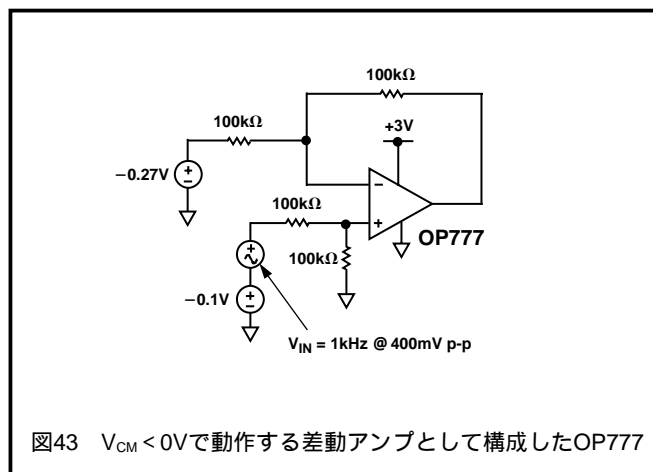 100kΩ
100kΩ
+3V
−0.27V
100kΩ
OP777
100kΩ
−0.1V
VIN = 1kHz @ 400mV p-p
図43 VCM < 0Vで動作する差動アンプとして構成したOP777